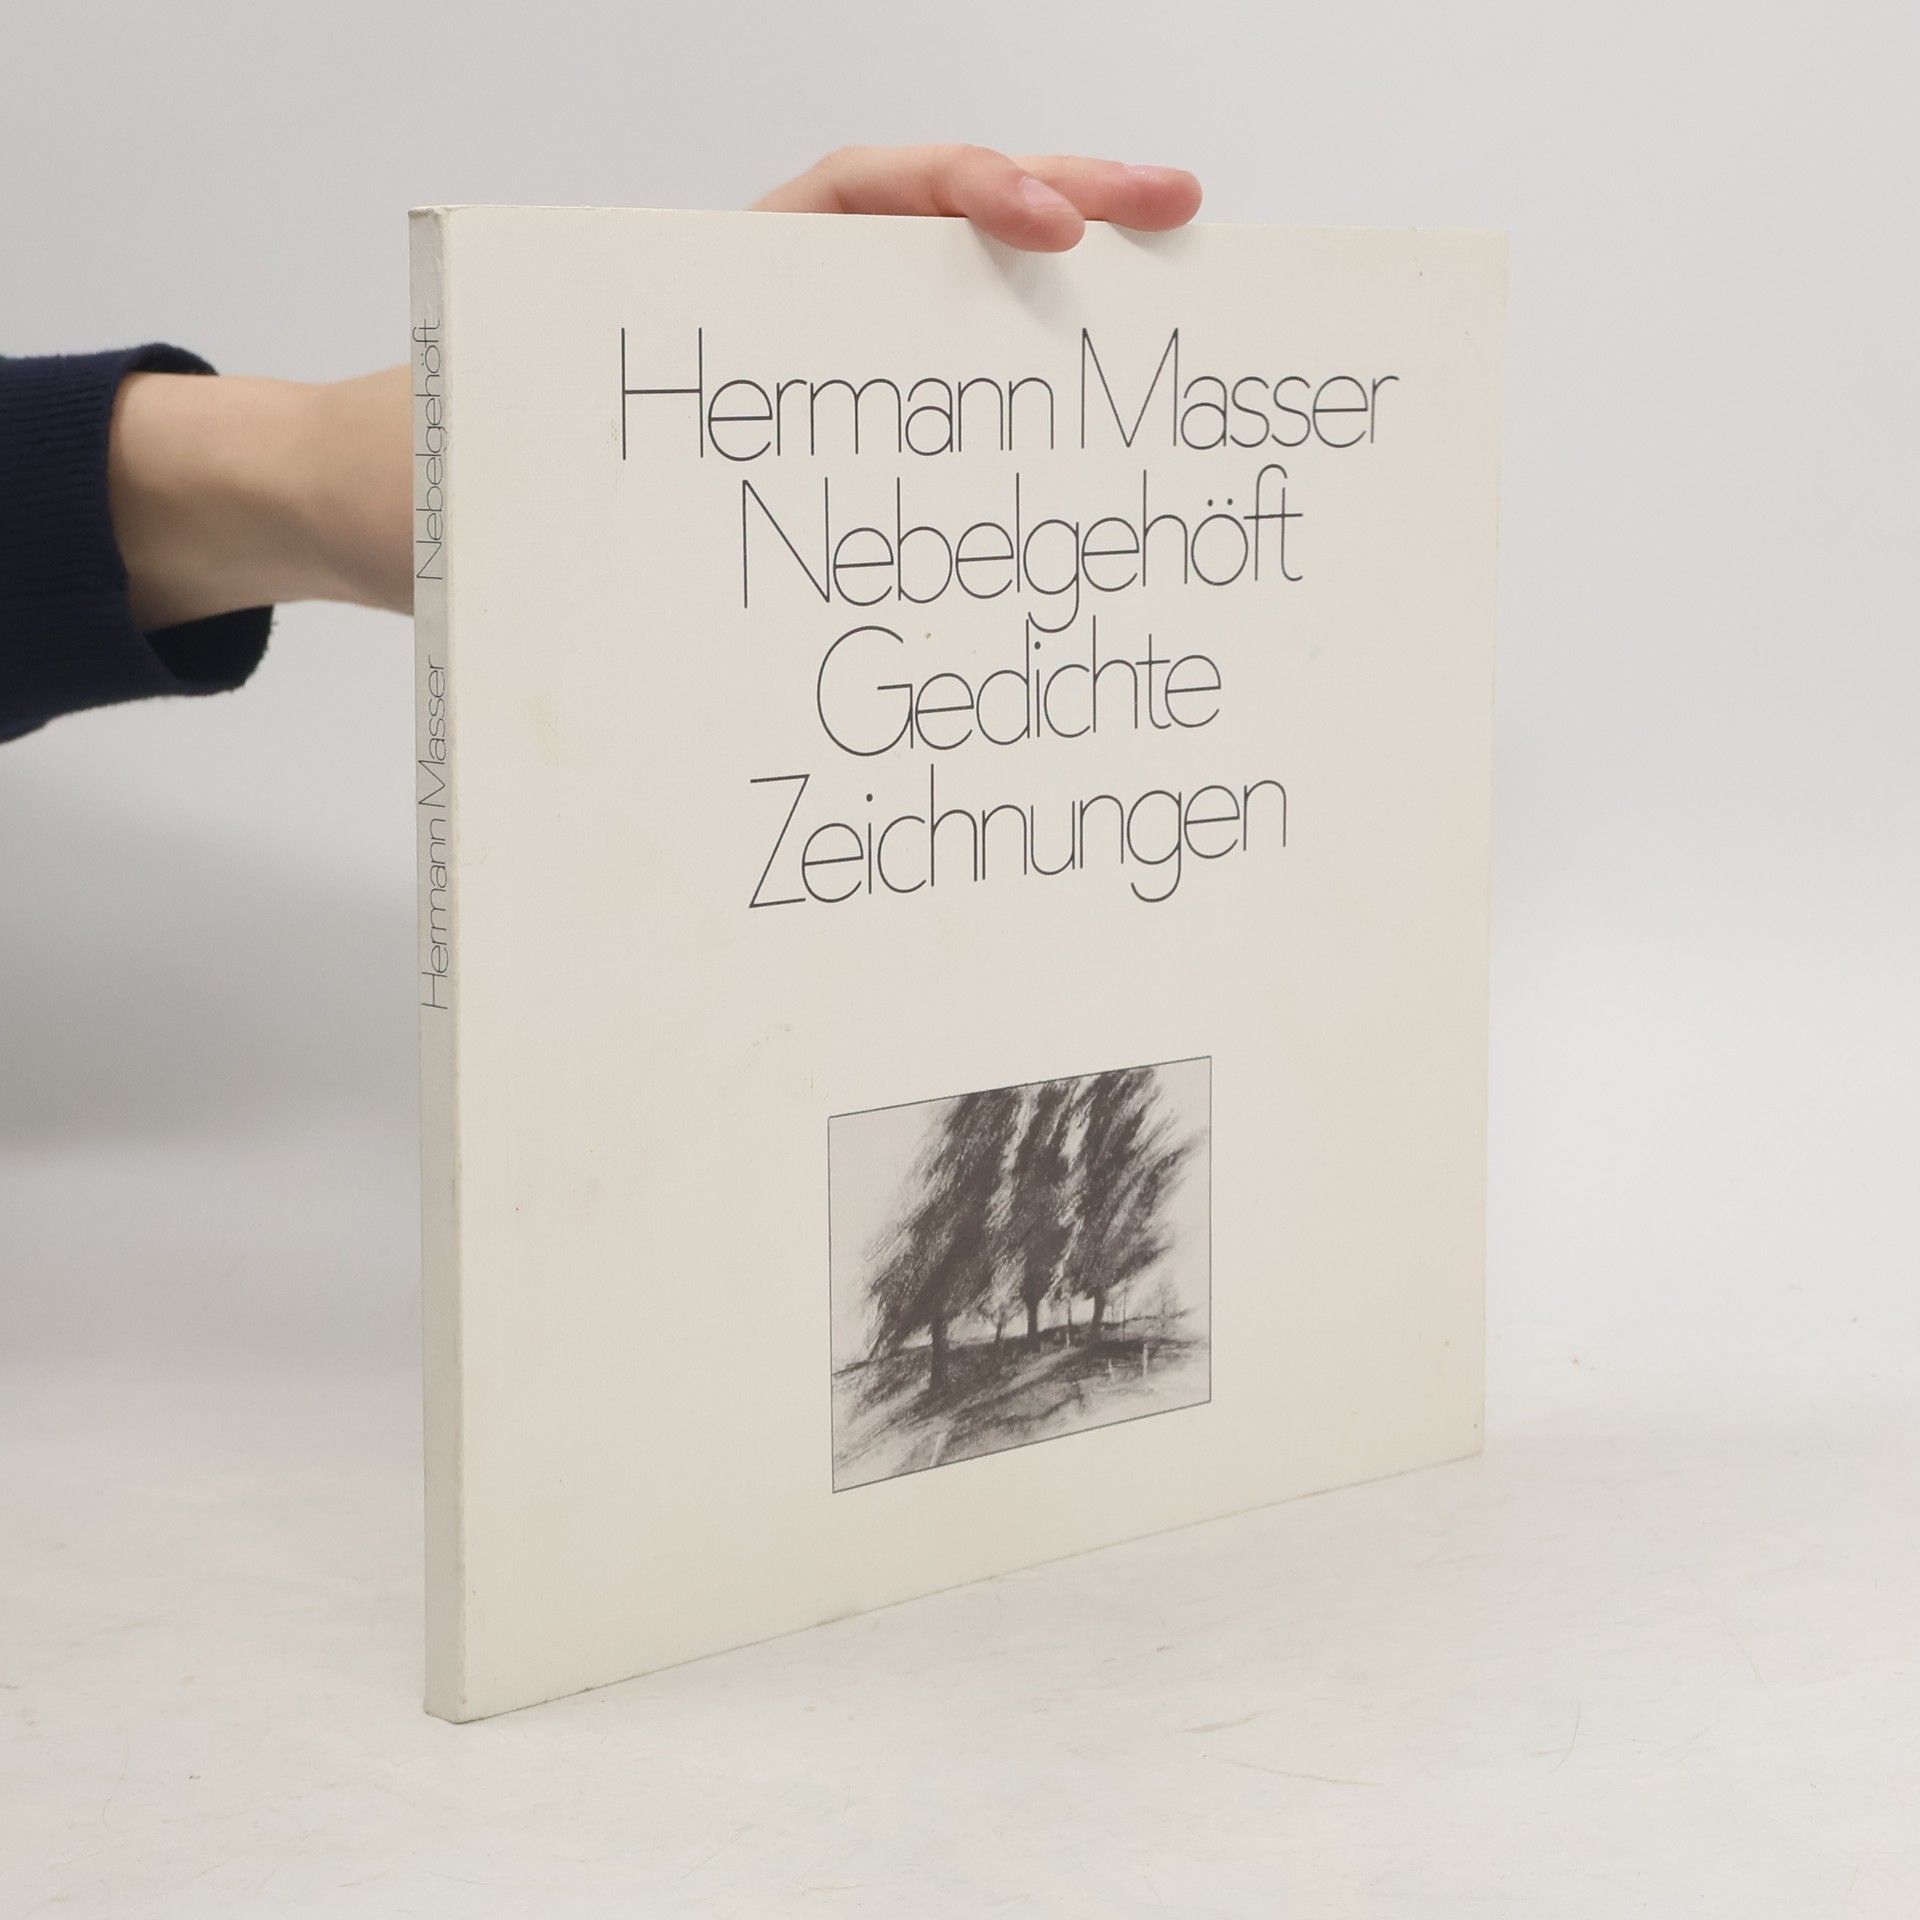 Hermann Masser
Nebelgehöft
Gedichte
Zeichnungen
Hermann Masser Nebelgehöft